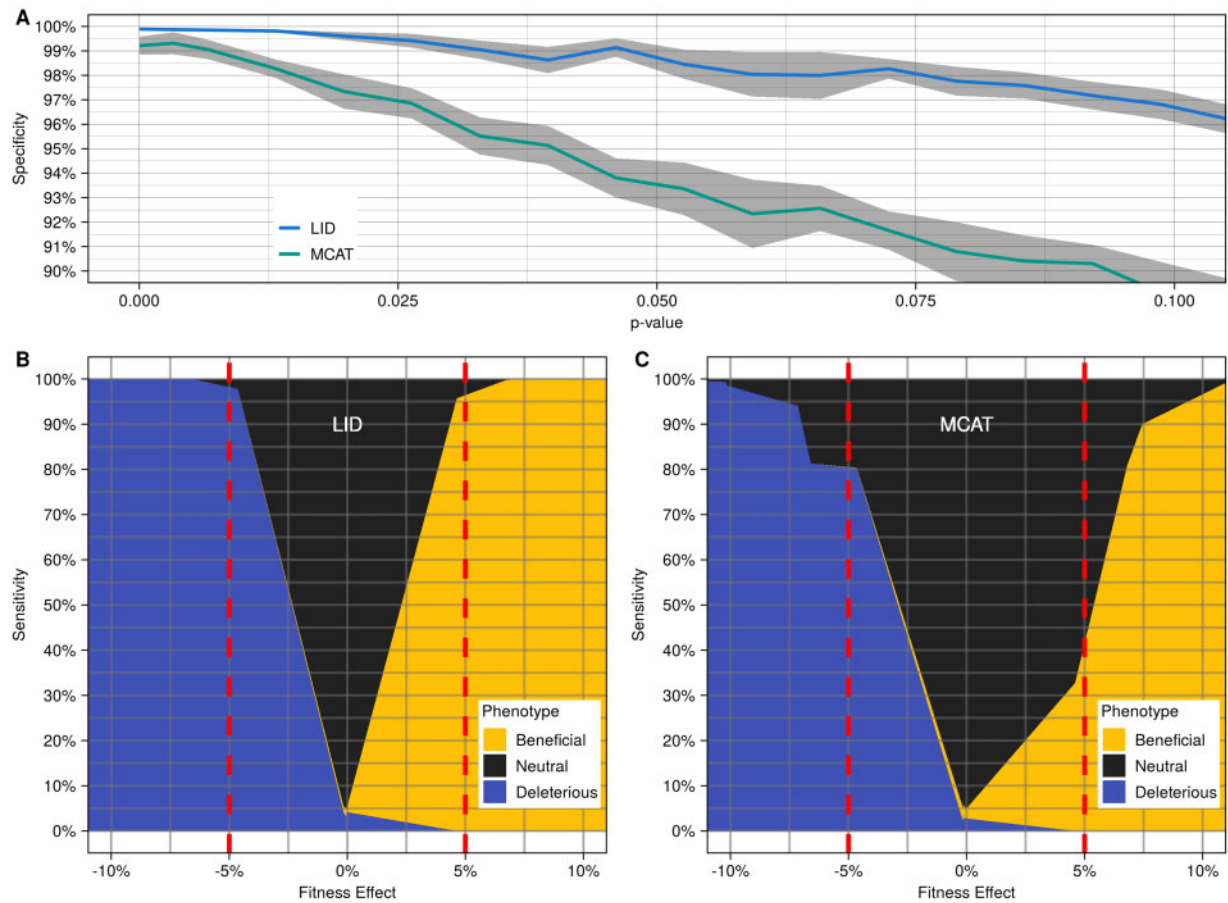 A
100%
99%
98%
97%
96%
95%
94%
93%
92%
91%
90%
Specificity
LID
MCAT
0.000
0.025
0.050
0.075
0.100
p-value
B
100%
90%
80%
70%
60%
50%
40%
30%
20%
10%
0%
Sensitivity
LID
Phenotype
Beneficial
Neutral
Deleterious
-10%
-5%
0%
5%
10%
Fitness Effect
C
100%
90%
80%
70%
60%
50%
40%
30%
20%
10%
0%
Sensitivity
MCAT
Phenotype
Beneficial
Neutral
Deleterious
-10%
-5%
0%
5%
10%
Fitness Effect